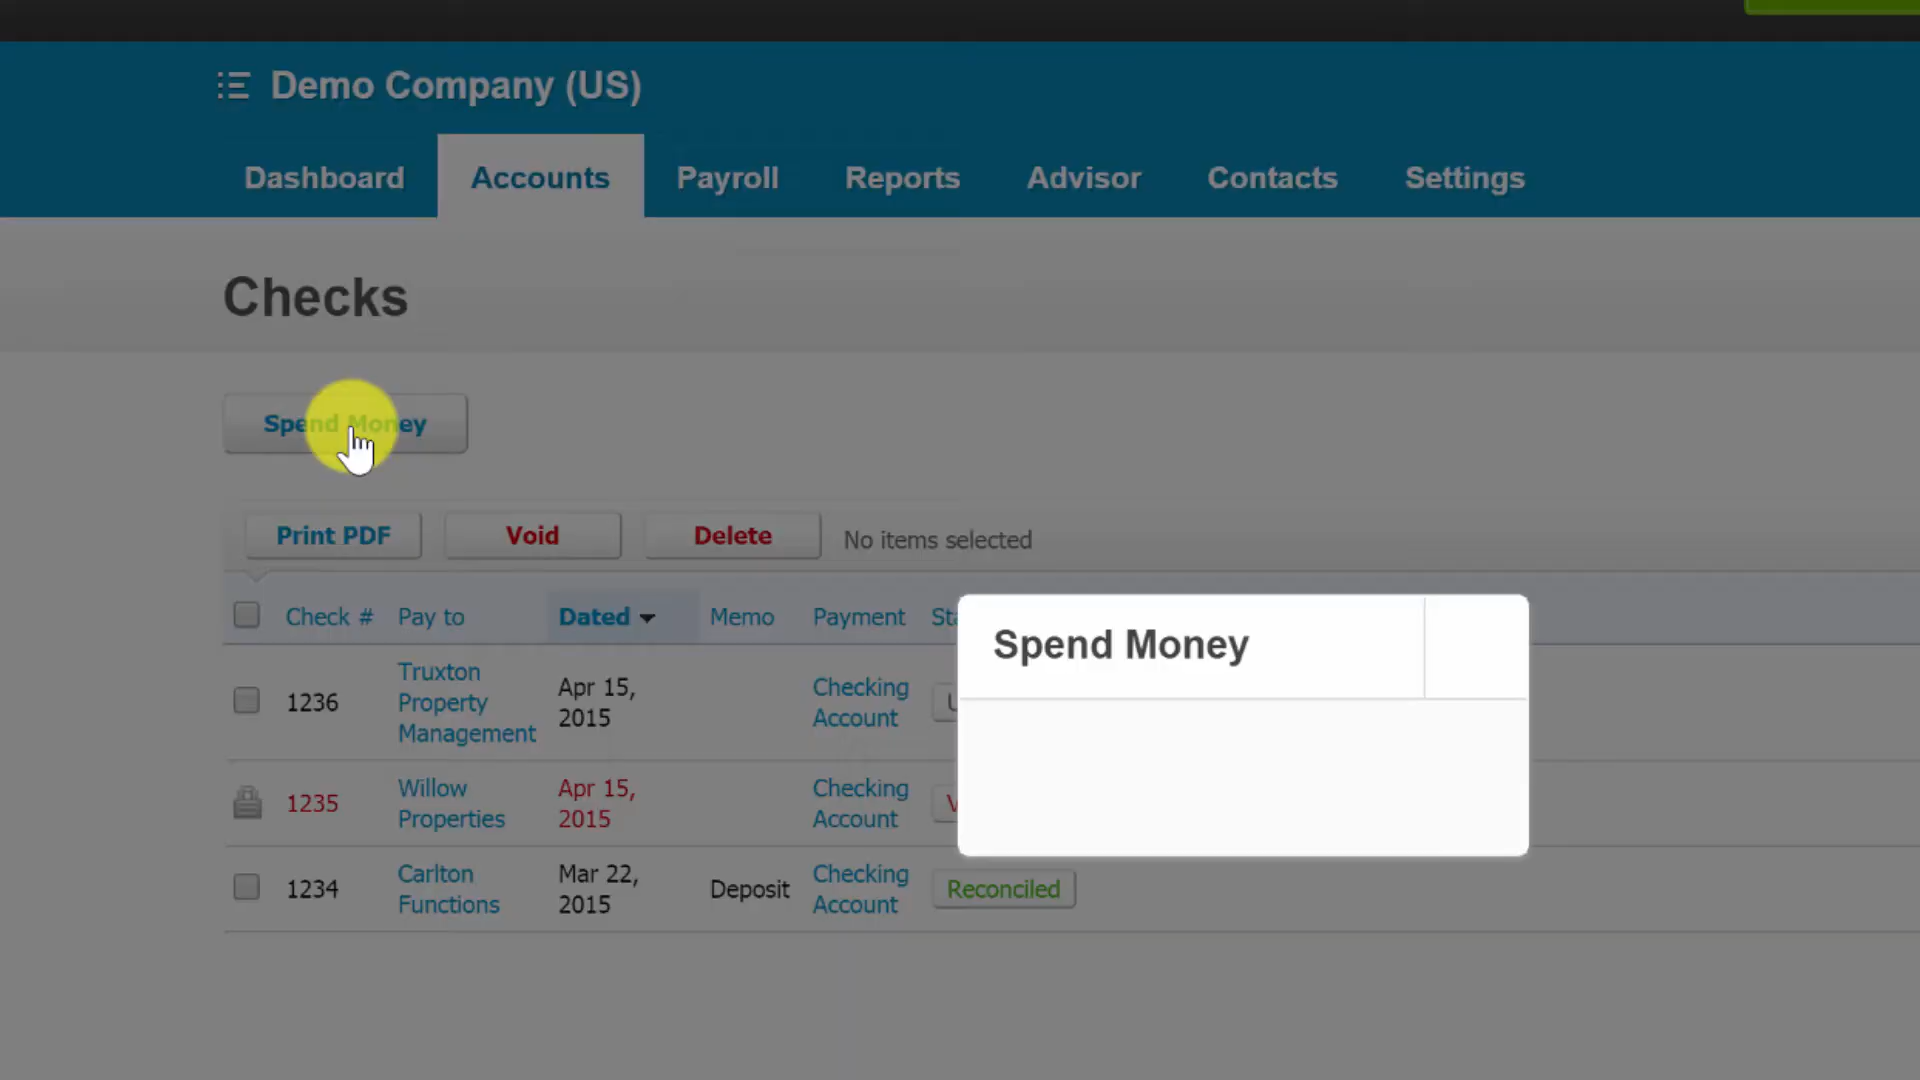 Demo Company (US)
Dashboard Accounts Payroll Reports Advisor Contacts Settings
Checks
Spend Money
Print PDF Void Delete No items selected
Check # Pay to Dated Memo Payment
Spend Money
1236 Truxton Property Management Apr 15, 2015 Checking Account
1235 Willow Properties Apr 15, 2015 Checking Account
1234 Carlton Functions Mar 22, 2015 Deposit Checking Account Reconciled